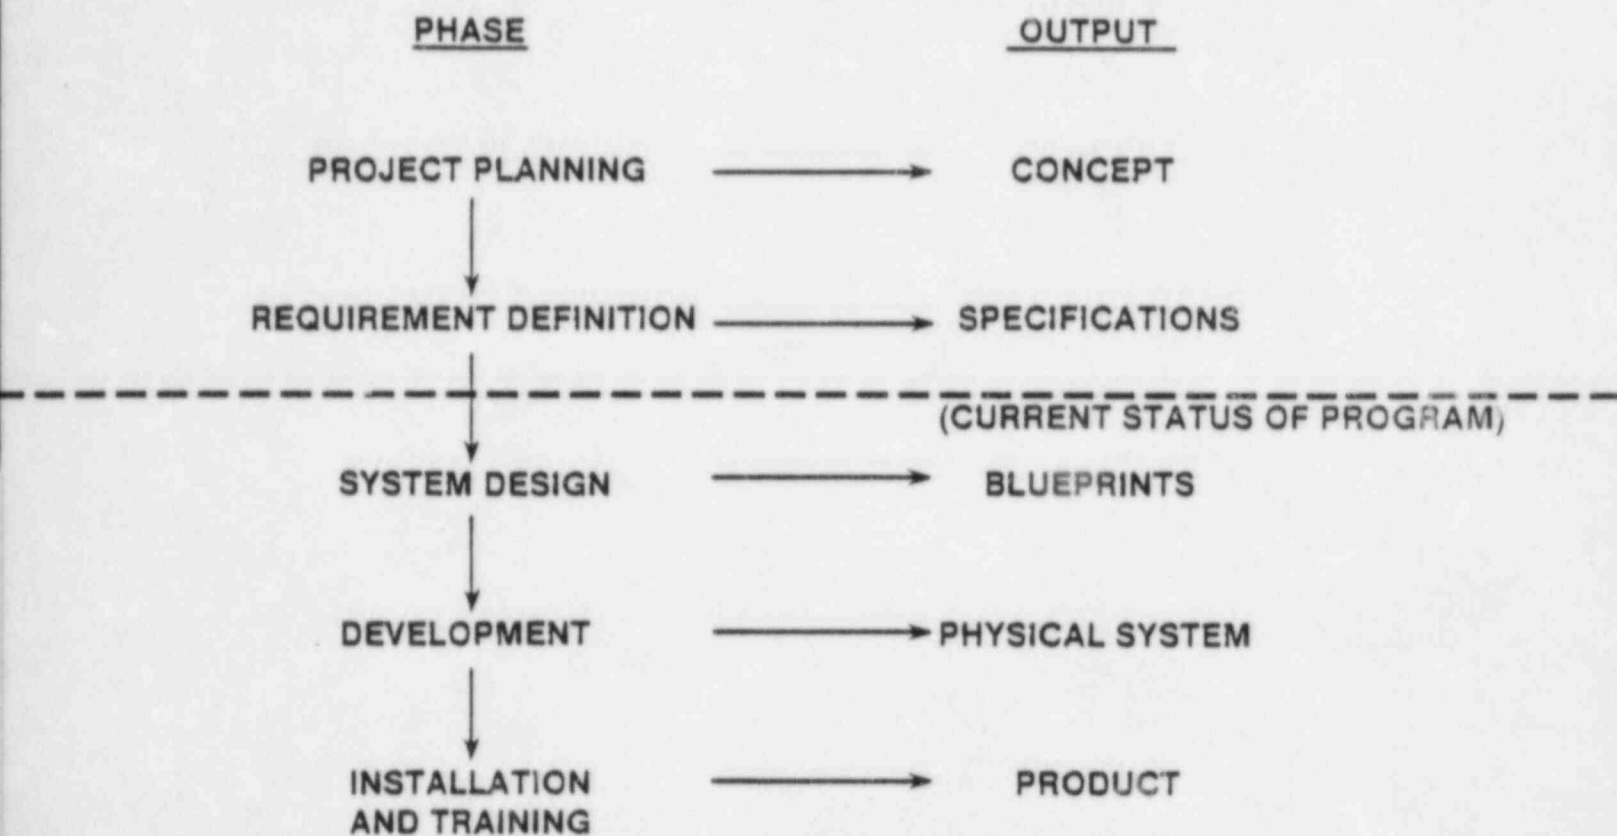 PHASE OUTPUT
PROJECT PLANNING CONCEPT
REQUIREMENT DEFINITION SPECIFICATIONS
(CURRENT STATUS OF PROGRAM)
SYSTEM DESIGN BLUEPRINTS
DEVELOPMENT PHYSICAL SYSTEM
INSTALLATION PRODUCT
AND TRAINING